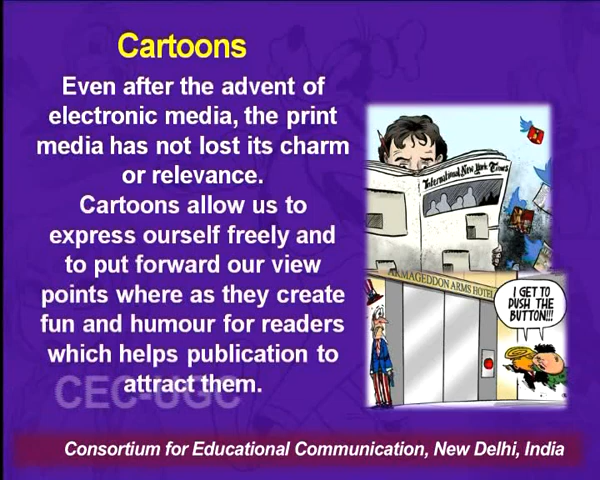 Cartoons
Even after the advent of
electronic media, the print
media has not lost its charm
or relevance.
Cartoons allow us to
express ourself freely and
to put forward our view
points where as they create
fun and humour for readers
which helps publication to
attract them.
CEC-UGC
International New York Times
ARMAGEDDON ARMS HOTEL
I GET TO
PUSH THE
BUTTON!!!
Consortium for Educational Communication, New Delhi, India